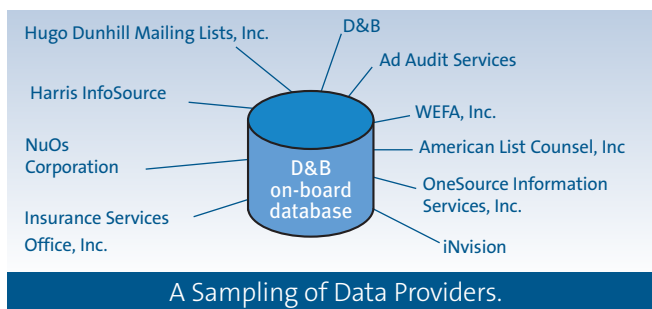 Hugo Dunhill Mailing Lists, Inc.
D&B
Ad Audit Services
Harris InfoSource
WEFA, Inc.
NuOs
Corporation
American List Counsel, Inc
D&B
on-board
database
OneSource Information
Services, Inc.
Insurance Services
Office, Inc.
iNvision
A Sampling of Data Providers.